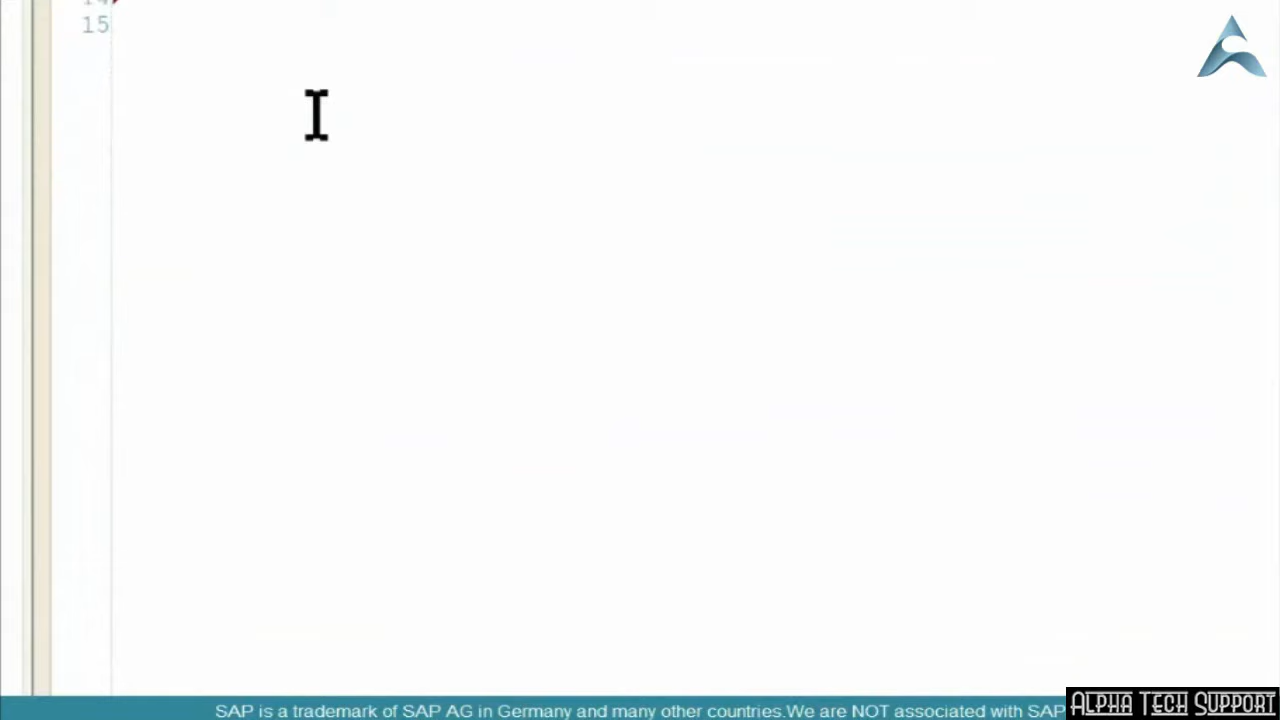 14
15
SAP is a trademark of SAP AG in Germany and many other countries.We are NOT associated with SAP
ALPHA TECH SUPPORT